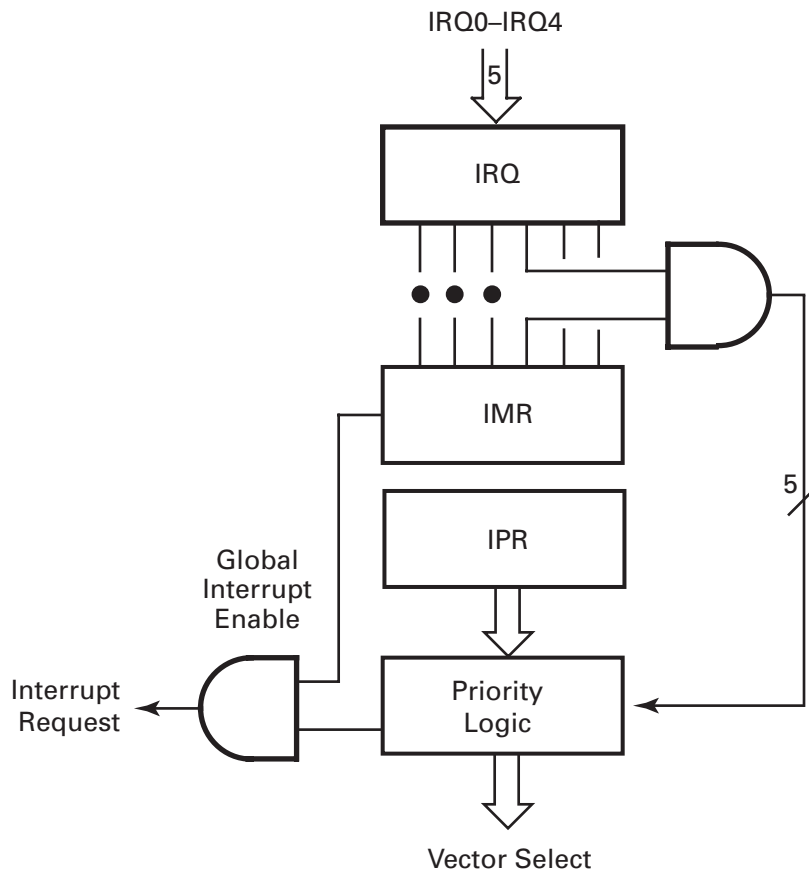 IRQ0–IRQ4
5
IRQ
IMR
5
IPR
Global
Interrupt
Enable
Interrupt
Request
Priority
Logic
Vector Select